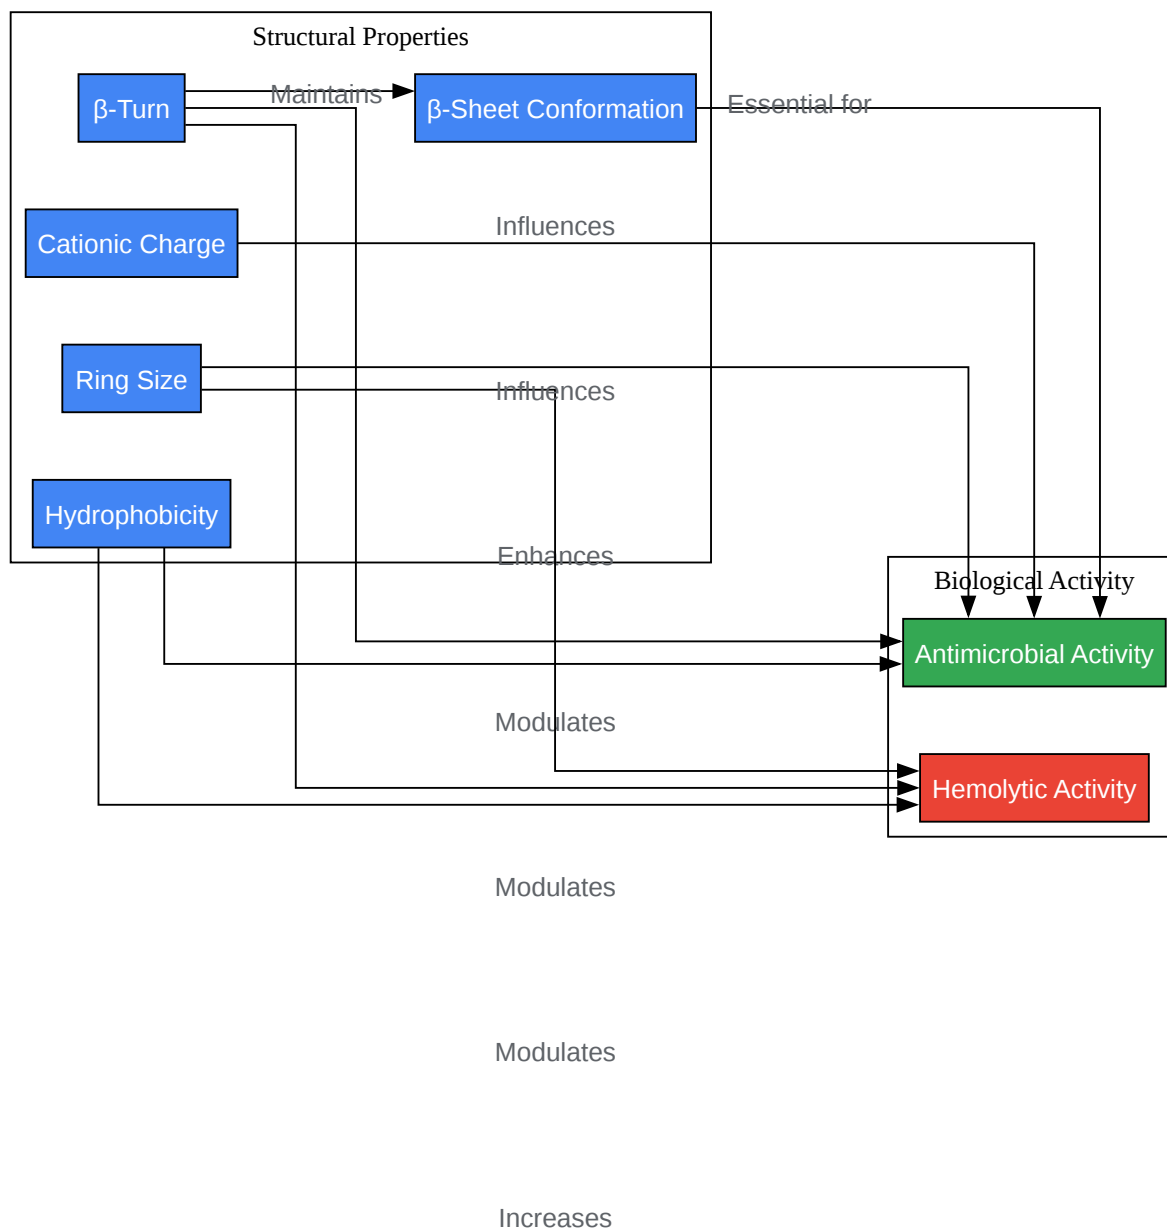 Structural Properties
β-Turn
Maintains
β-Sheet Conformation
Essential for
Cationic Charge
Influences
Ring Size
Influences
Hydrophobicity
Enhances
Biological Activity
Antimicrobial Activity
Modulates
Hemolytic Activity
Modulates
Modulates
Increases